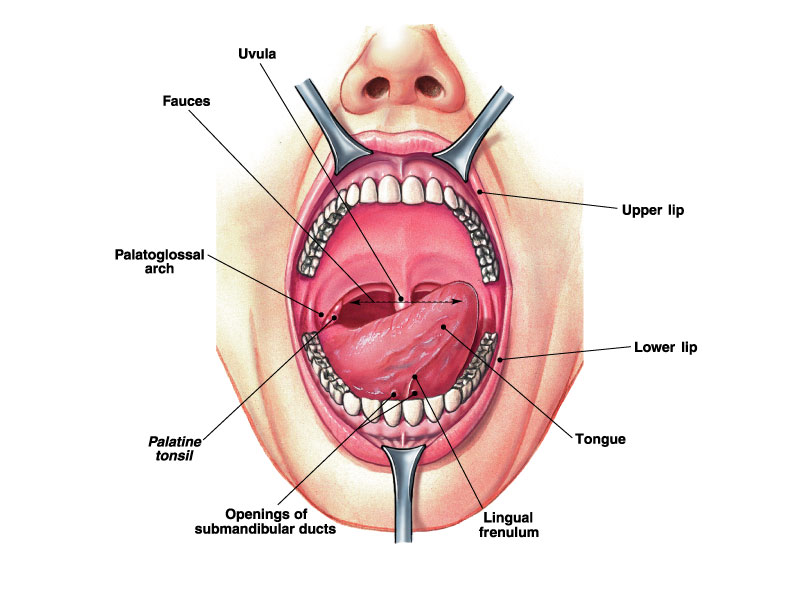 Uvula
Fauces
Upper lip
Palatoglossal
arch
Lower lip
Palatine
tonsil
Tongue
Openings of
submandibular ducts
Lingual
frenulum